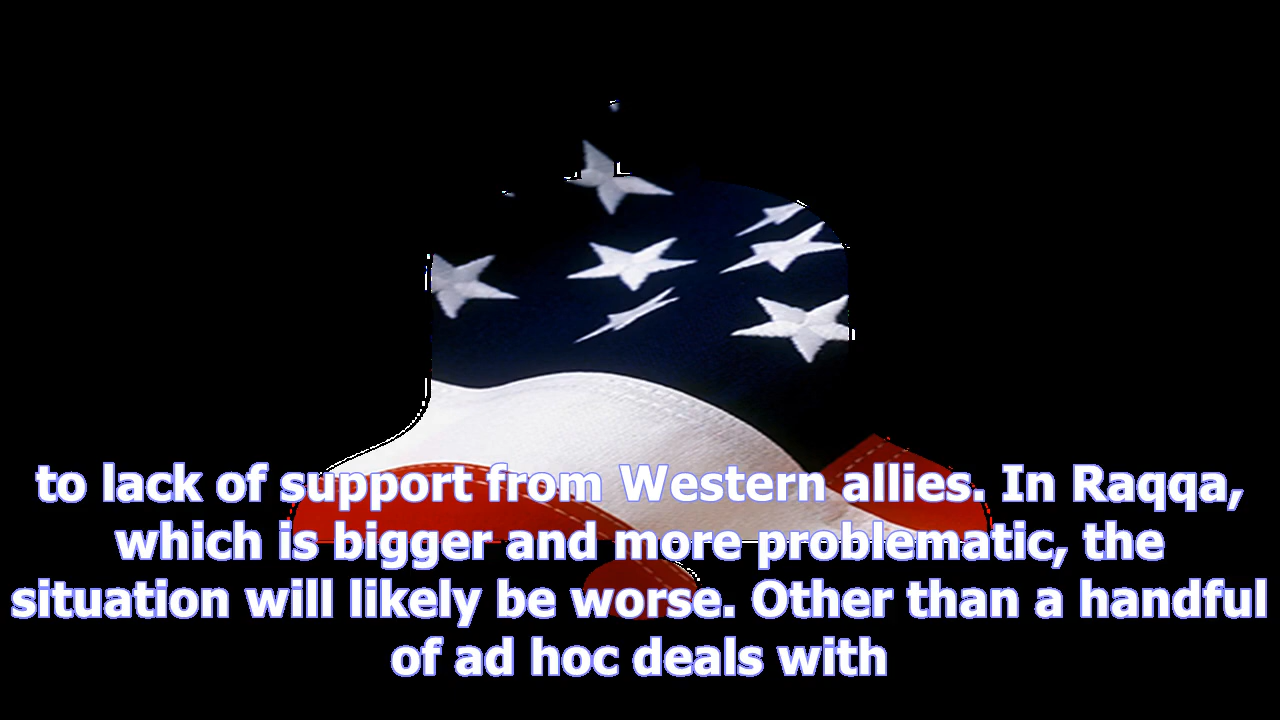 to lack of support from Western allies. In Raqqa,
which is bigger and more problematic, the
situation will likely be worse. Other than a handful
of ad hoc deals with